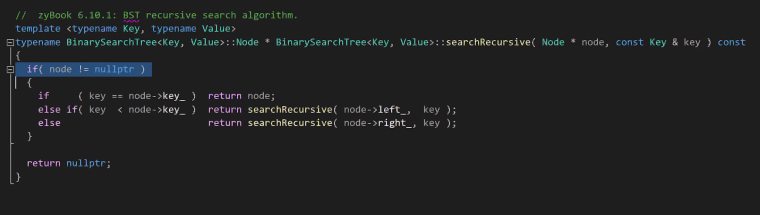 //  zyBook 6.10.1: BST recursive search algorithm.
template <typename Key, typename Value>
typename BinarySearchTree<Key, Value>::Node * BinarySearchTree<Key, Value>::searchRecursive( Node * node, const Key & key ) const
{
  if( node != nullptr )
  {
    if     ( key == node->key_ )  return node;
    else if( key  < node->key_ )  return searchRecursive( node->left_,  key );
    else                          return searchRecursive( node->right_, key );
  }

  return nullptr;
}